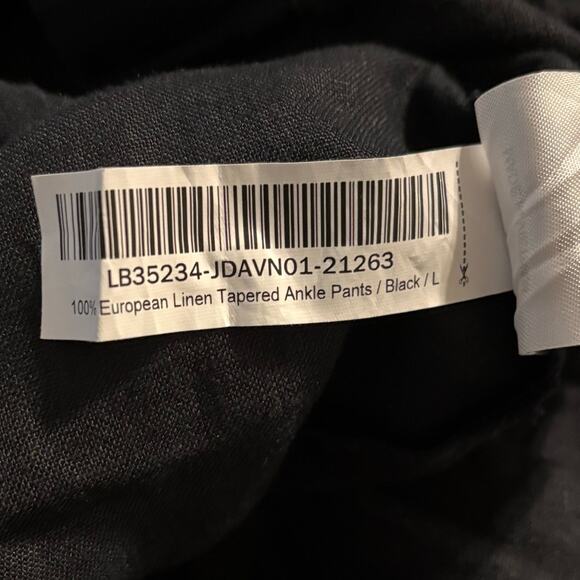 LB35234-JDAVN01-21263
100% European Linen Tapered Ankle Pants / Black / L